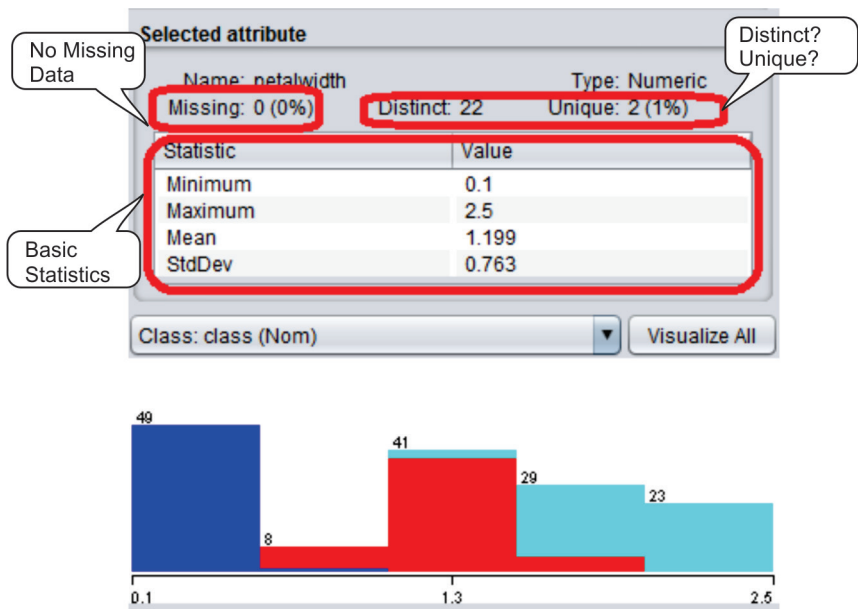 Selected attribute
No Missing
Data
Distinct?
Unique?
Name: petalwidth Type: Numeric
Missing: 0 (0%) Distinct: 22 Unique: 2 (1%)
Statistic Value
Minimum 0.1
Maximum 2.5
Mean 1.199
StdDev 0.763
Basic
Statistics
Class: class (Nom) Visualize All
49
41
29
23
8
0.1 1.3 2.5